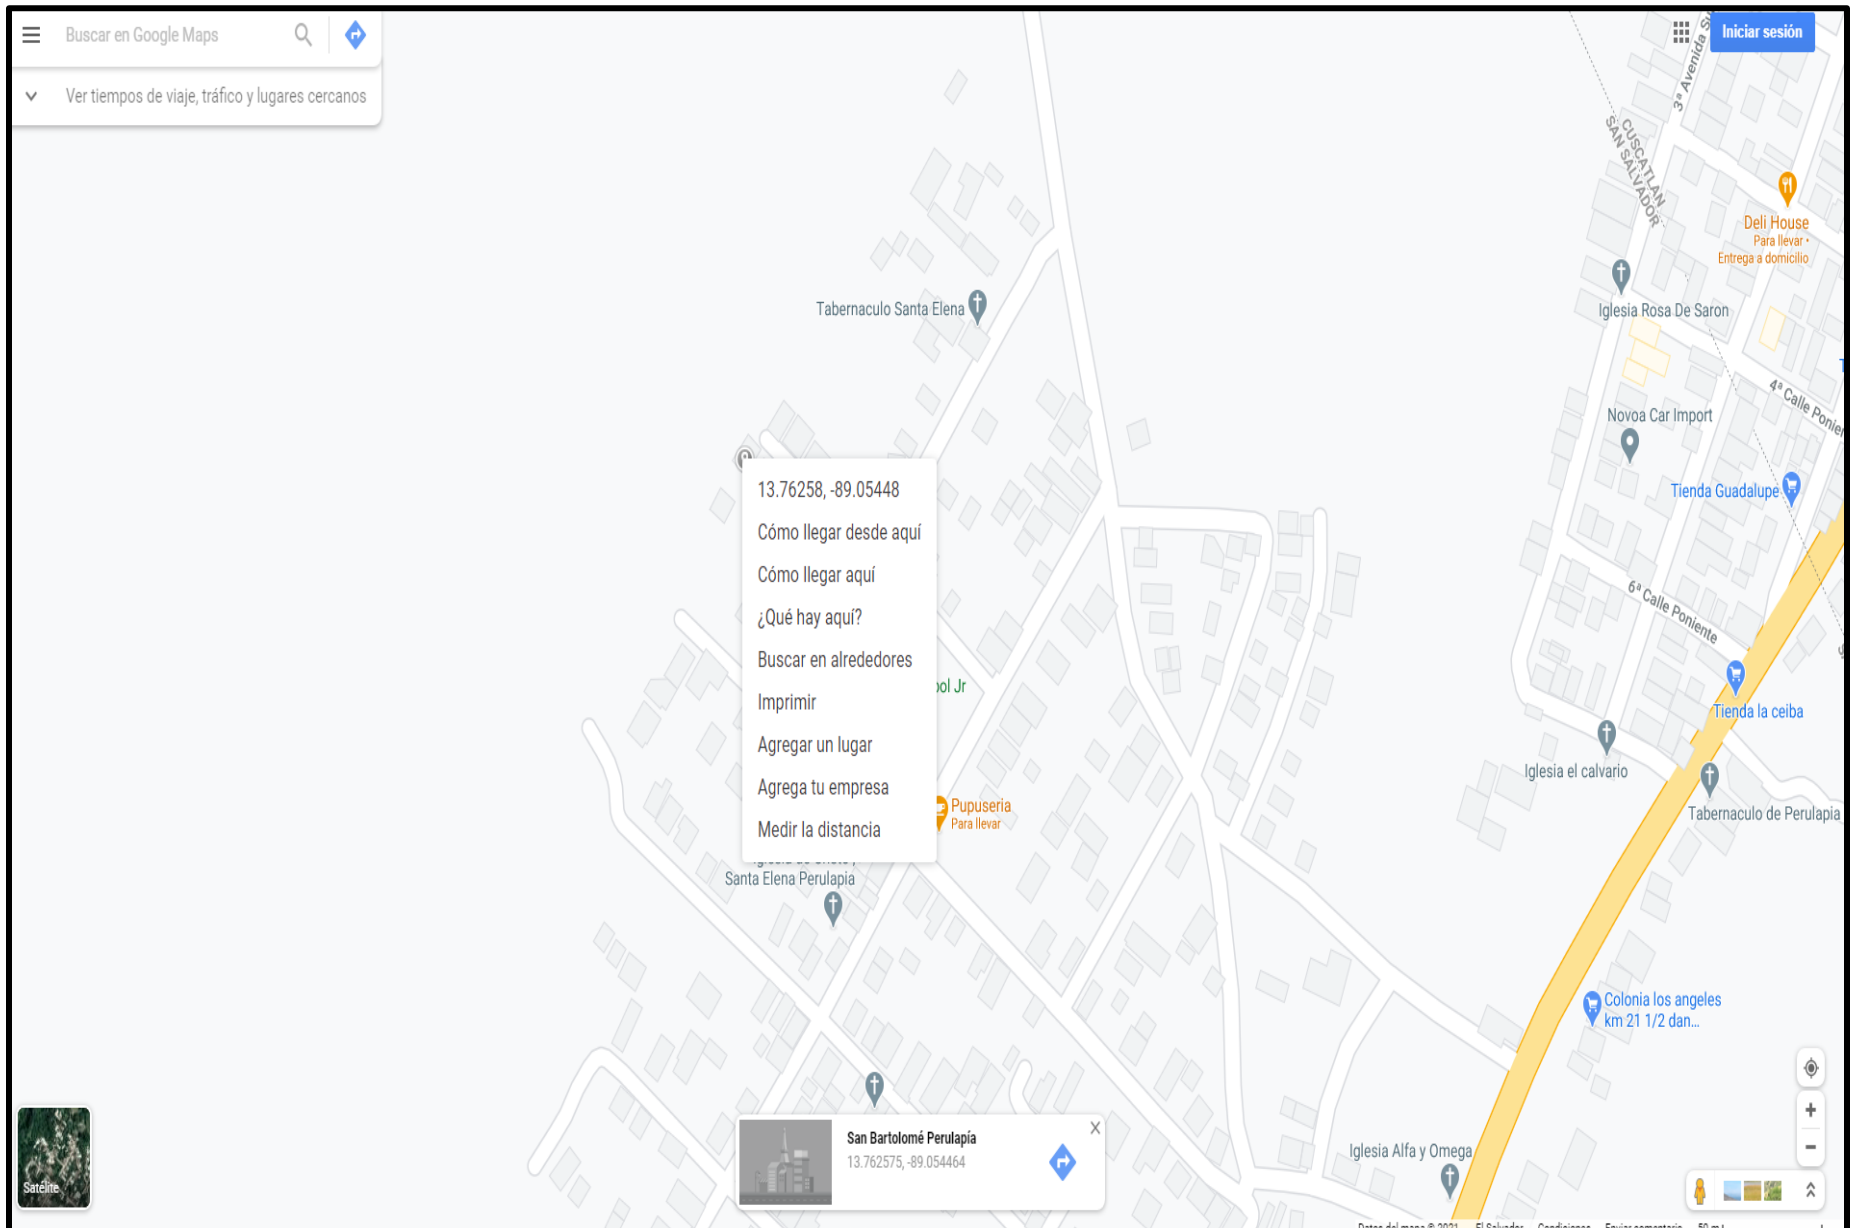 Buscar en Google Maps
Iniciar sesión
Ver tiempos de viaje, tráfico y lugares cercanos
3ª Avenida
CUSCATLAN
SAN SALVADOR
Deli House
Para llevar •
Entrega a domicilio
Tabernaculo Santa Elena
Iglesia Rosa De Saron
4ª Calle
Novoa Car Import
Tienda Guadalupe
13.76258, -89.05448
Cómo llegar desde aquí
Cómo llegar aquí
¿Qué hay aquí?
Buscar en alrededores
Imprimir
Agregar un lugar
Agrega tu empresa
Medir la distancia
6ª Calle Poniente
ool Jr
Tienda la ceiba
Iglesia el calvario
Pupuseria
Para llevar
Tabernaculo de Perulapia
Santa Elena Perulapia
Colonia los angeles
km 21 1/2 dan...
San Bartolomé Perulapía
13.762575, -89.054464
X
Iglesia Alfa y Omega
Satélite